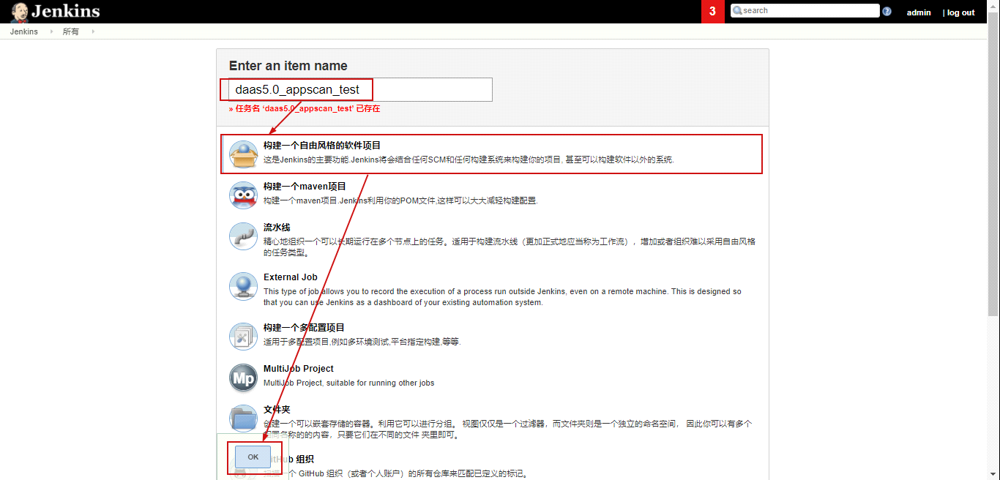 Jenkins
3
search
?
admin
| log out
Jenkins
所有
Enter an item name
daas5.0_appscan_test
» 任务名 ‘daas5.0_appscan_test’ 已存在
构建一个自由风格的软件项目
这是Jenkins的主要功能.Jenkins将会结合任何SCM和任何构建系统来构建你的项目, 甚至可以构建软件以外的系统.
构建一个maven项目
构建一个maven项目.Jenkins利用你的POM文件,这样可以大大减轻构建配置.
流水线
精心地组织一个可以长期运行在多个节点上的任务。适用于构建流水线（更加正式地应当称为工作流），增加或者组织难以采用自由风格
的任务类型。
External Job
This type of job allows you to record the execution of a process run outside Jenkins, even on a remote machine. This is designed so
that you can use Jenkins as a dashboard of your existing automation system.
构建一个多配置项目
适用于多配置项目,例如多环境测试,平台指定构建,等等.
Mp
MultiJob Project
MultiJob Project, suitable for running other jobs
文件夹
创建一个可以嵌套存储的容器。利用它可以进行分组。 视图仅仅是一个过滤器，而文件夹则是一个独立的命名空间， 因此你可以有多个
相同名称的的内容，只要它们在不同的文件 夹里即可。
OK
GitHub 组织
扫描一个 GitHub 组织（或者个人账户）的所有仓库来匹配已定义的标记。